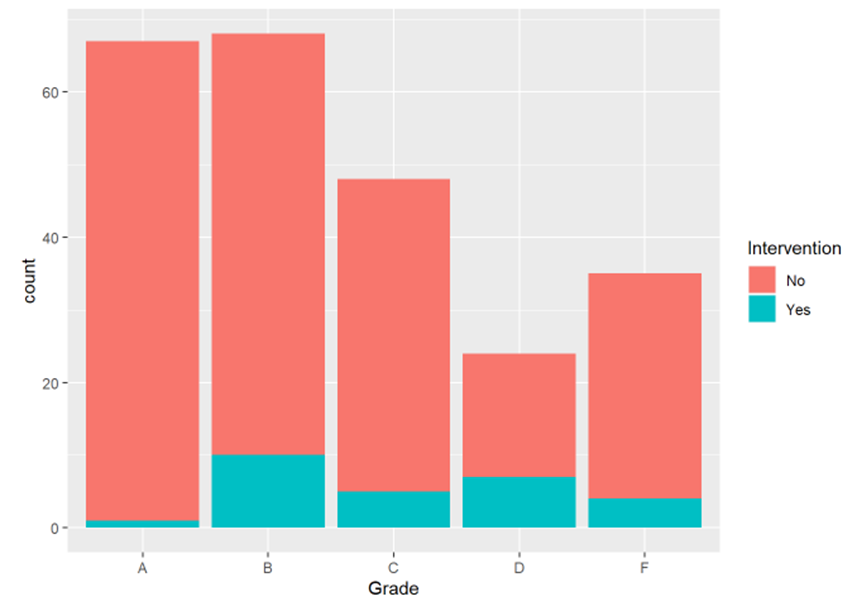 60
40
20
0
count
A B C D F
Grade
Intervention
No
Yes